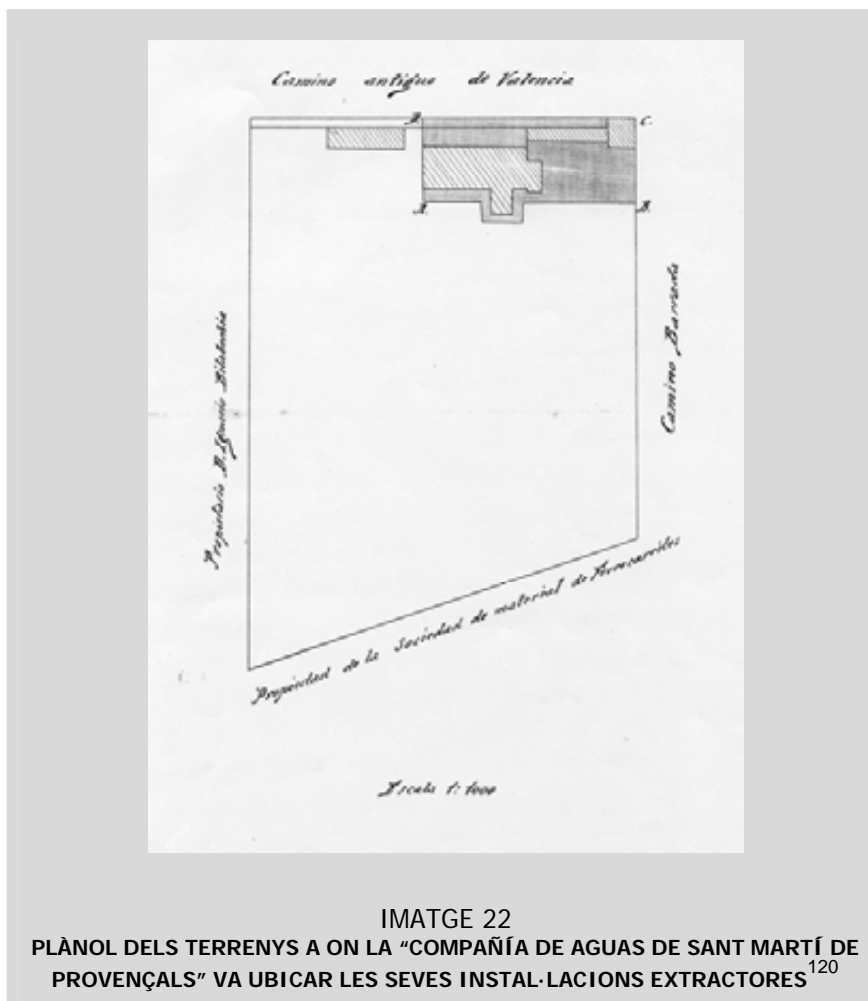 Camino antiguo de Valencia
D. C.
A. B.
Propietario D. Ignacio
Camino
Propiedad de la Sociedad de material de Ferrocarriles
Escala 1: 1000
IMATGE 22
PLÀNOL DELS TERRENYS A ON LA “COMPAÑÍA DE AGUAS DE SANT MARTÍ DE
PROVENÇALS” VA UBICAR LES SEVES INSTAL·LACIONS EXTRACTORES120